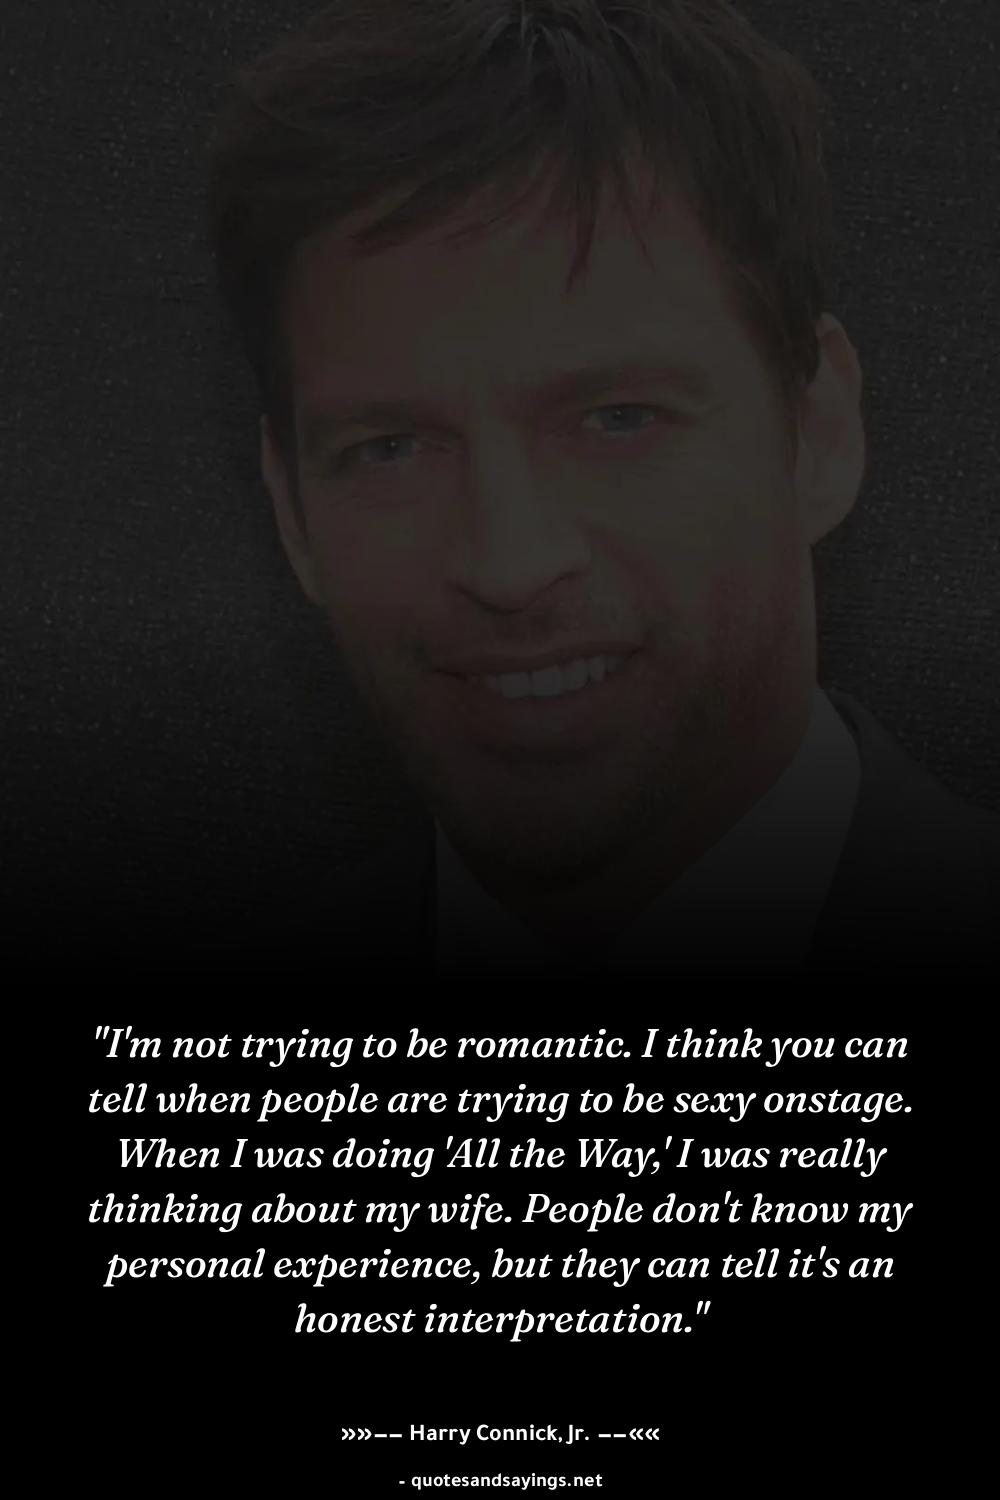 "I'm not trying to be romantic. I think you can
tell when people are trying to be sexy onstage.
When I was doing 'All the Way,' I was really
thinking about my wife. People don't know my
personal experience, but they can tell it's an
honest interpretation."
»»−− Harry Connick, Jr. −−««
- quotesandsayings.net